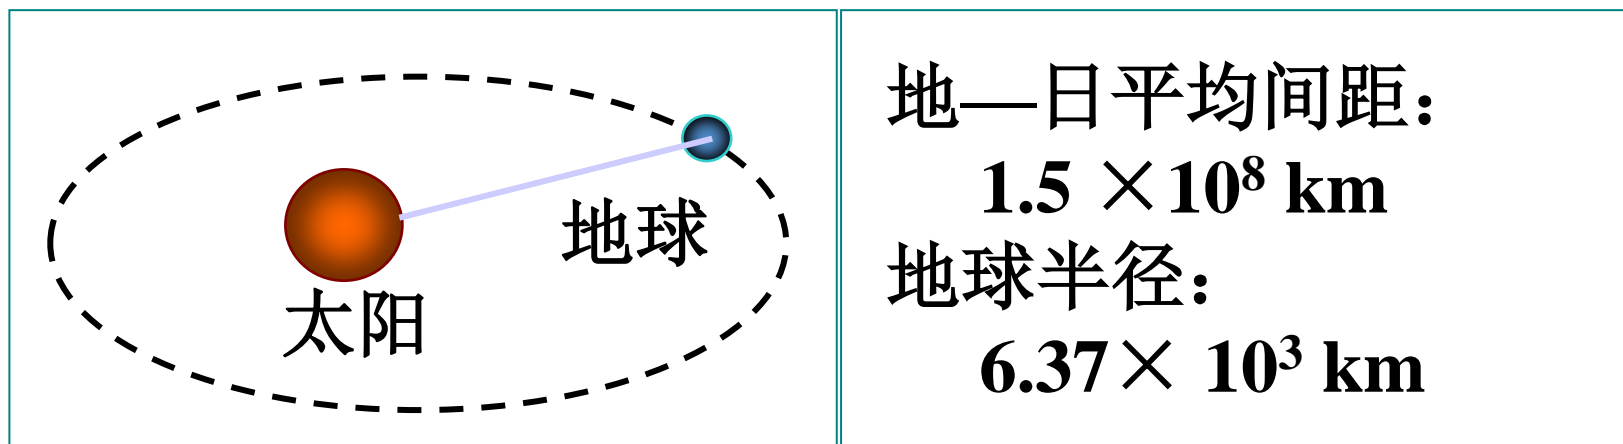 地球
太阳
地—日平均间距：
1.5 ×10⁸ km
地球半径：
6.37× 10³ km